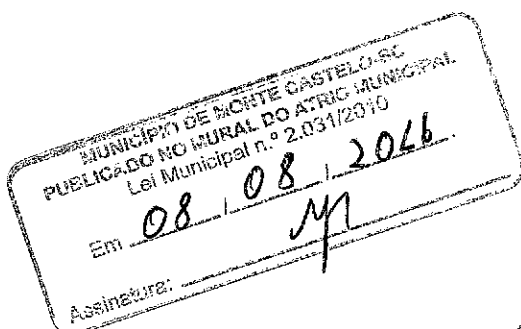 MUNICÍPIO DE MONTE CASTELO-SC
PUBLICADO NO MURAL DO ATRIO MUNICIPAL
Lei Municipal n.º 2.031/2010
Em 08 / 08 / 2016.
Assinatura: